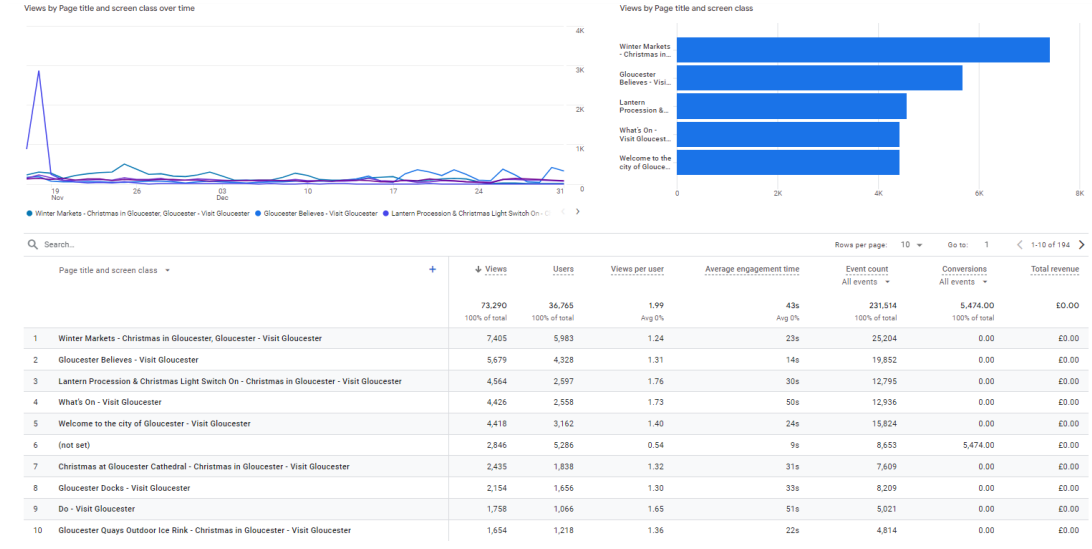 Views by Page title and screen class over time
4K
3K
2K
1K
0
19
Nov
26
03
Dec
10
17
24
31
Winter Markets - Christmas in Gloucester, Gloucester - Visit Gloucester
Gloucester Believes - Visit Gloucester
Lantern Procession & Christmas Light Switch On -
Views by Page title and screen class
Winter Markets
- Christmas in...
Gloucester
Believes - Visi...
Lantern
Procession &...
What's On -
Visit Gloucest...
Welcome to the
city of Glouce...
0
2K
4K
6K
8K
Search...
Rows per page: 10
Go to: 1
1-10 of 194
Page title and screen class
+
Views
Users
Views per user
Average engagement time
Event count
All events
Conversions
All events
Total revenue
73,290 36,765 1.99 43s 231,514 5,474.00 £0.00
100% of total 100% of total Avg 0% Avg 0% 100% of total 100% of total
1 Winter Markets - Christmas in Gloucester, Gloucester - Visit Gloucester 7,405 5,983 1.24 23s 25,204 0.00 £0.00
2 Gloucester Believes - Visit Gloucester 5,679 4,328 1.31 14s 19,852 0.00 £0.00
3 Lantern Procession & Christmas Light Switch On - Christmas in Gloucester - Visit Gloucester 4,564 2,597 1.76 30s 12,795 0.00 £0.00
4 What's On - Visit Gloucester 4,426 2,558 1.73 50s 12,936 0.00 £0.00
5 Welcome to the city of Gloucester - Visit Gloucester 4,418 3,162 1.40 24s 15,824 0.00 £0.00
6 (not set) 2,846 5,286 0.54 9s 8,653 5,474.00 £0.00
7 Christmas at Gloucester Cathedral - Christmas in Gloucester - Visit Gloucester 2,435 1,838 1.32 31s 7,609 0.00 £0.00
8 Gloucester Docks - Visit Gloucester 2,154 1,656 1.30 33s 8,209 0.00 £0.00
9 Do - Visit Gloucester 1,758 1,066 1.65 51s 5,021 0.00 £0.00
10 Gloucester Quays Outdoor Ice Rink - Christmas in Gloucester - Visit Gloucester 1,654 1,218 1.36 22s 4,814 0.00 £0.00